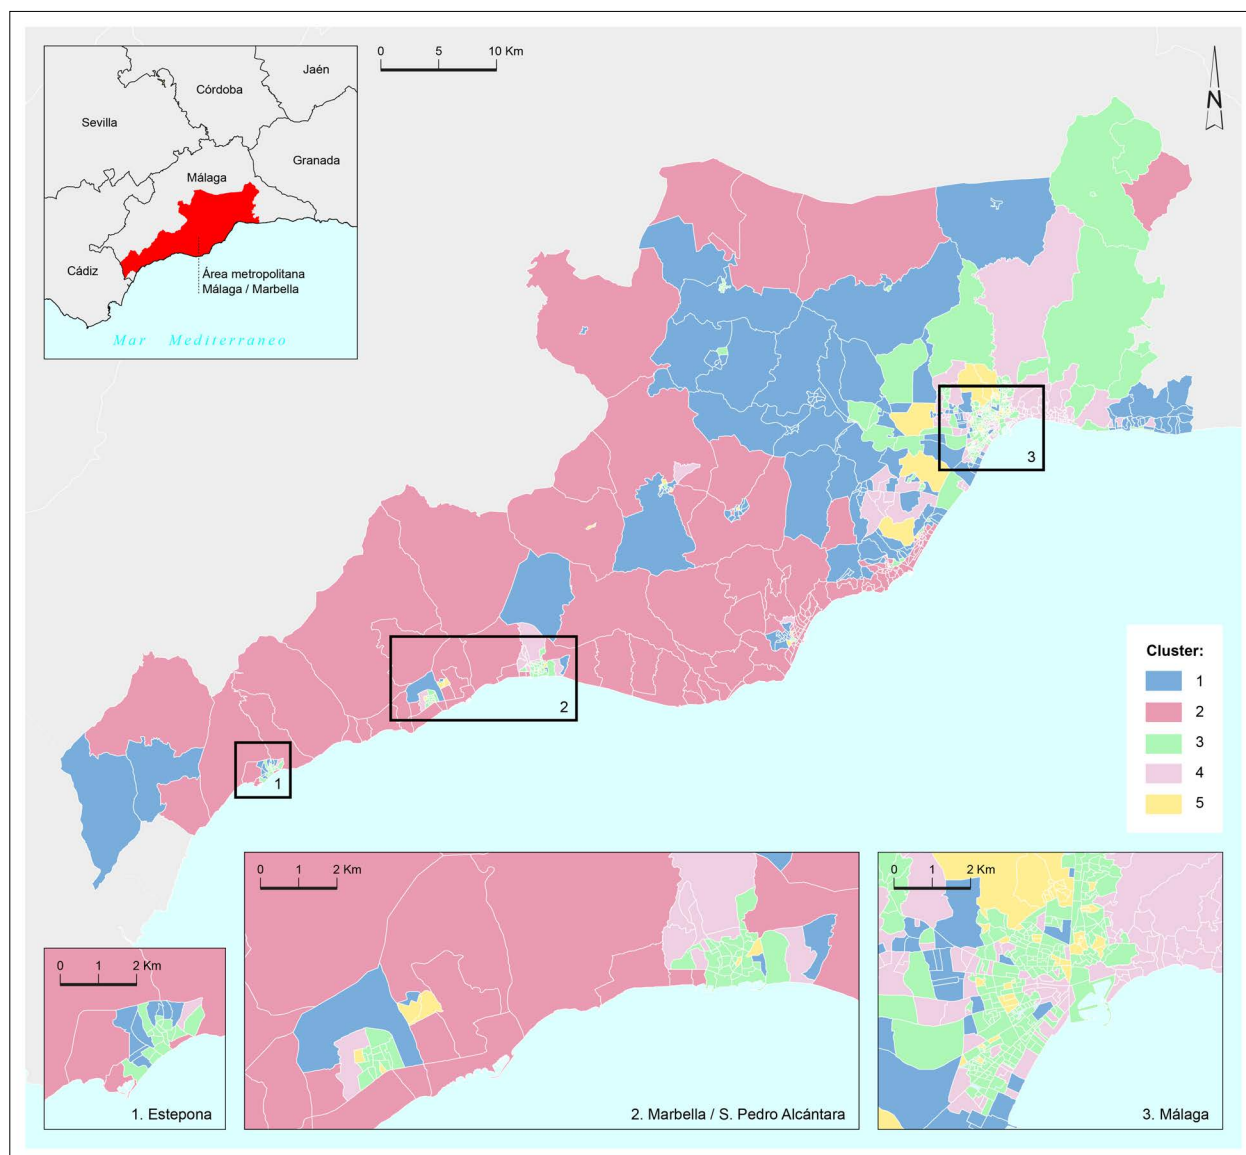 0 5 10 Km
N
Jaén
Córdoba
Sevilla
Granada
Málaga
Cádiz
Área metropolitana
Málaga / Marbella
Mar Mediterraneo
3
2
1
Cluster:
1
2
3
4
5
0 1 2 Km
1. Estepona
0 1 2 Km
2. Marbella / S. Pedro Alcántara
0 1 2 Km
3. Málaga